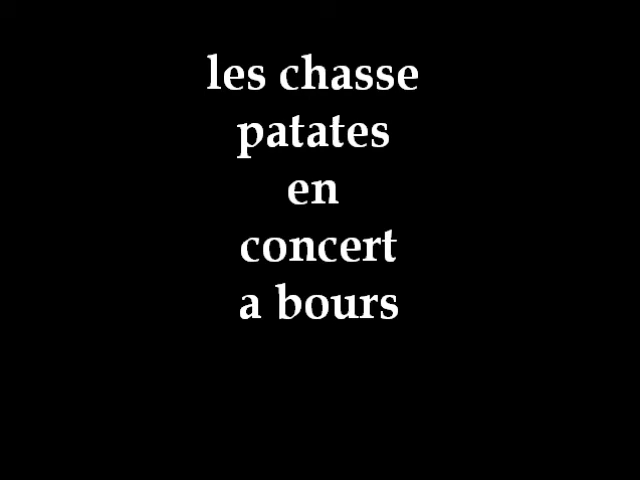 les chasse
patates
en
concert
a bours